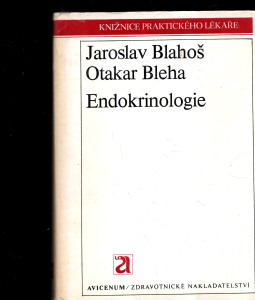 KNIŽNICE PRAKTICKÉHO LÉKAŘE
Jaroslav Blahoš
Otakar Bleha
Endokrinologie
a
AVICENUM/ZDRAVOTNICKÉ NAKLADATELSTVÍ